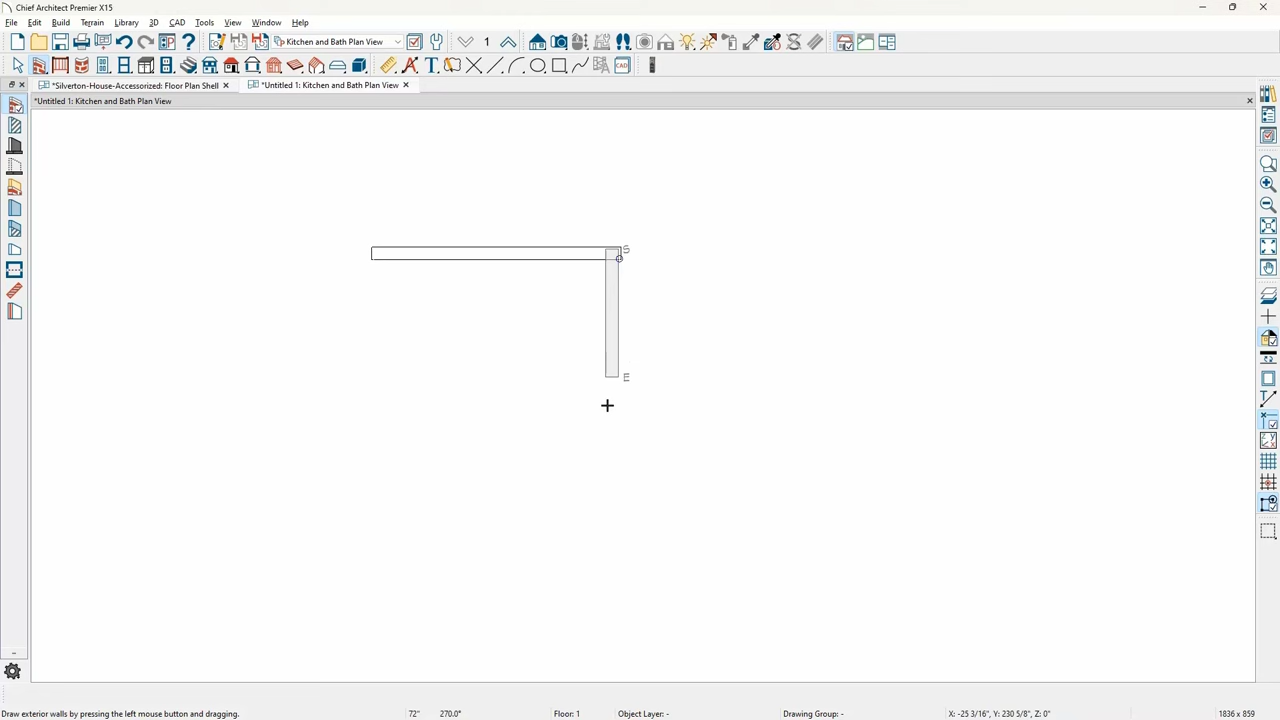 Chief Architect Premier X15
File Edit Build Terrain Library 3D CAD Tools View Window Help
Kitchen and Bath Plan View 1
CAD
*Silverton-House-Accessorized: Floor Plan Shell *Untitled 1: Kitchen and Bath Plan View
*Untitled 1: Kitchen and Bath Plan View
S
E
Draw exterior walls by pressing the left mouse button and dragging. 72" 270.0° Floor: 1 Object Layer: - Drawing Group: - X: -25 3/16", Y: 230 5/8", Z: 0" 1836 x 859